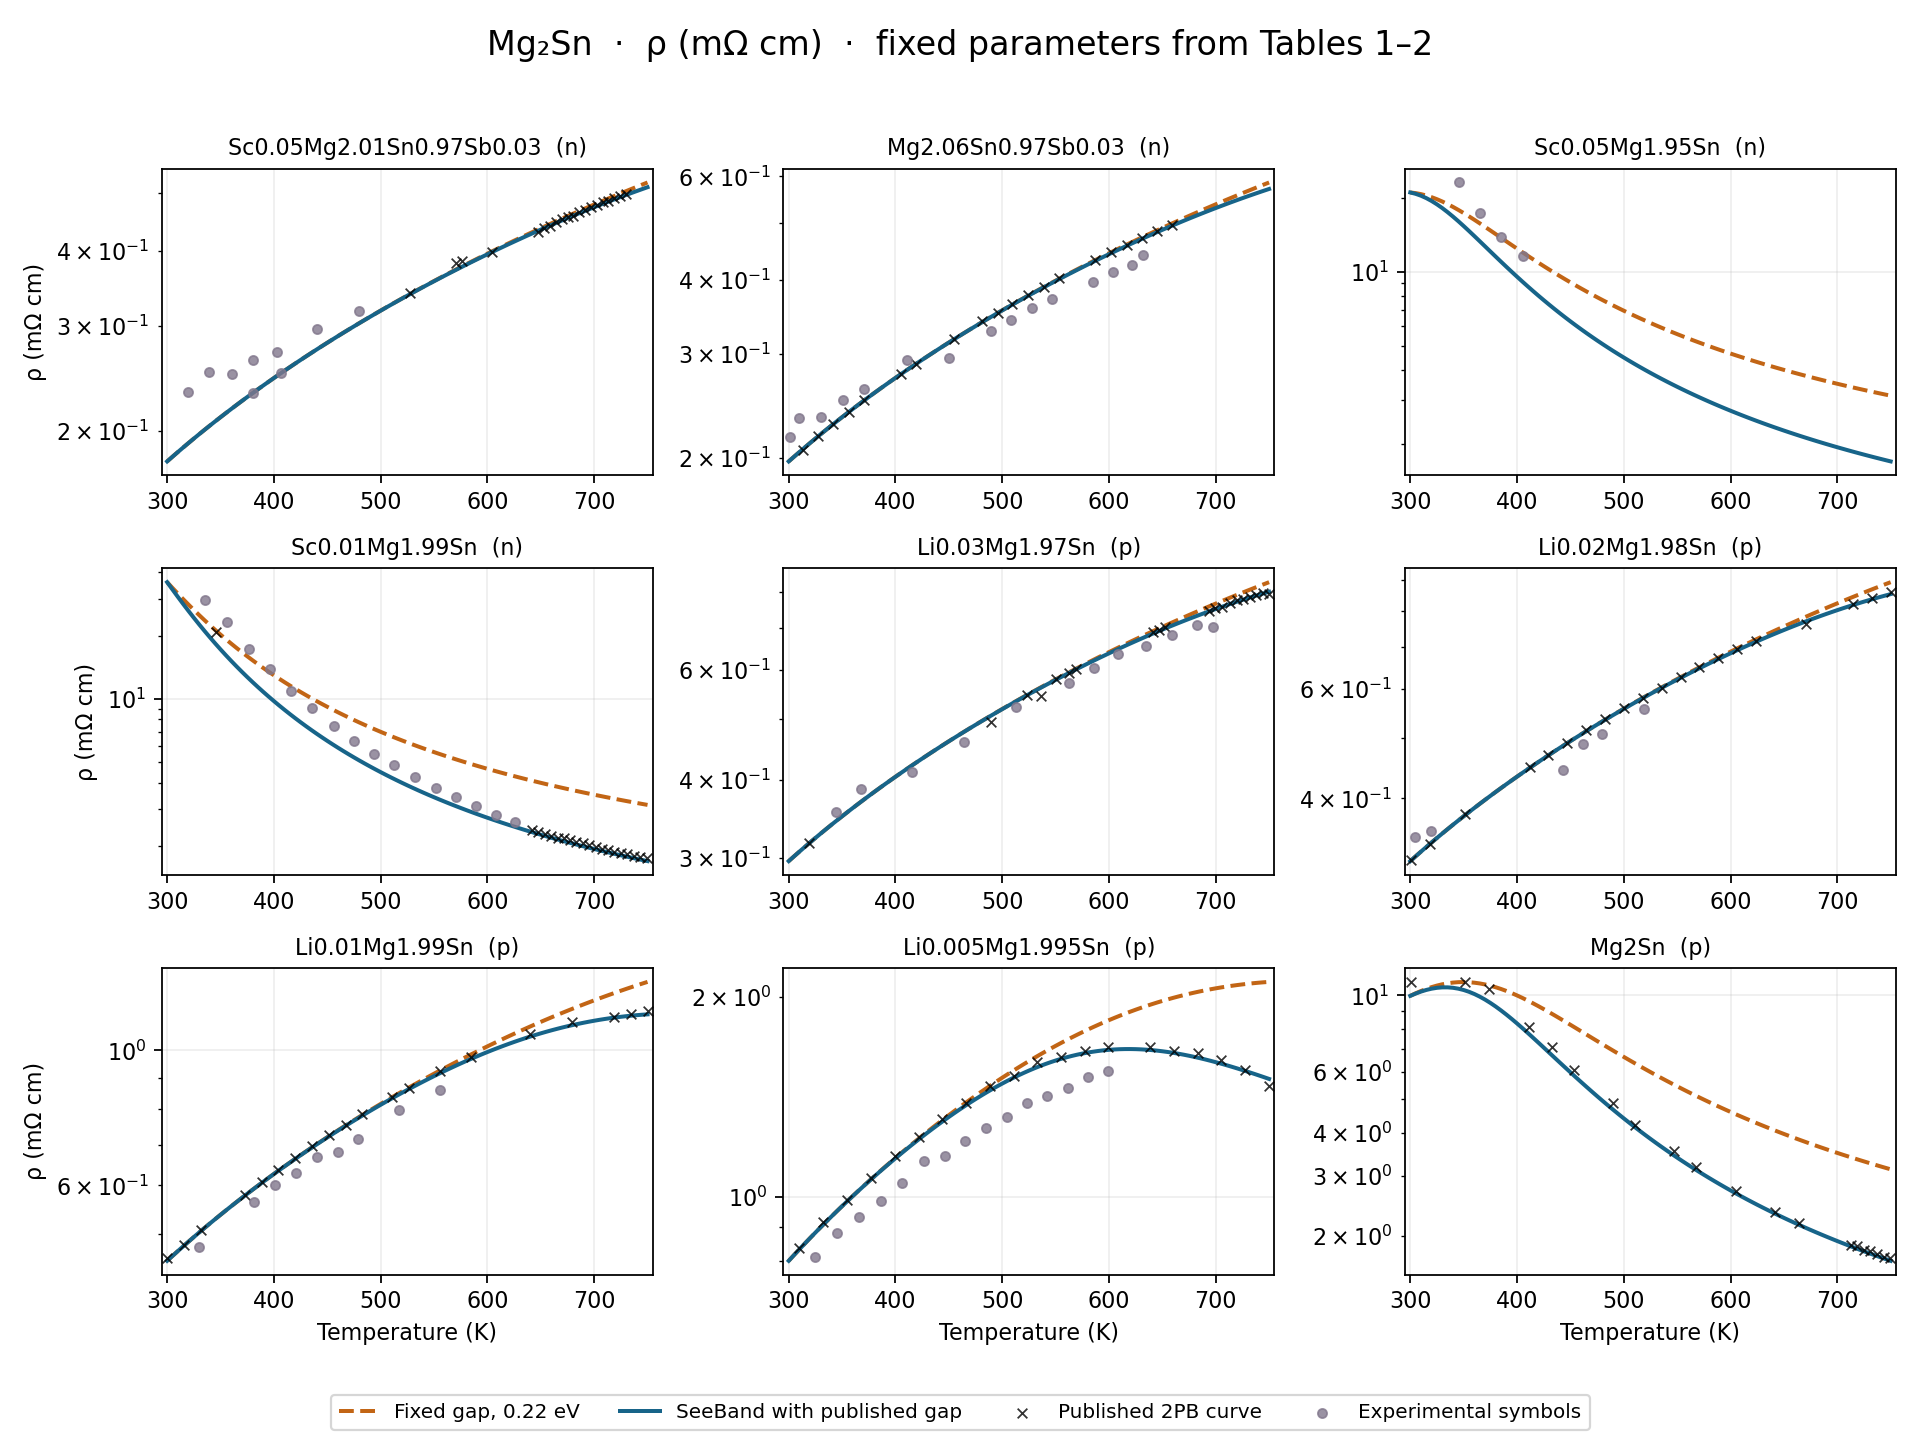 Mg₂Sn · ρ (mΩ cm) · fixed parameters from Tables 1–2
Sc0.05Mg2.01Sn0.97Sb0.03 (n)
Mg2.06Sn0.97Sb0.03 (n)
Sc0.05Mg1.95Sn (n)
ρ (mΩ cm)
4 × 10⁻¹
3 × 10⁻¹
2 × 10⁻¹
300 400 500 600 700
6 × 10⁻¹
4 × 10⁻¹
3 × 10⁻¹
2 × 10⁻¹
300 400 500 600 700
10¹
300 400 500 600 700
Sc0.01Mg1.99Sn (n)
Li0.03Mg1.97Sn (p)
Li0.02Mg1.98Sn (p)
ρ (mΩ cm)
10¹
300 400 500 600 700
6 × 10⁻¹
4 × 10⁻¹
3 × 10⁻¹
300 400 500 600 700
6 × 10⁻¹
4 × 10⁻¹
300 400 500 600 700
Li0.01Mg1.99Sn (p)
Li0.005Mg1.995Sn (p)
Mg2Sn (p)
ρ (mΩ cm)
10⁰
6 × 10⁻¹
300 400 500 600 700
Temperature (K)
2 × 10⁰
10⁰
300 400 500 600 700
Temperature (K)
10¹
6 × 10⁰
4 × 10⁰
3 × 10⁰
2 × 10⁰
300 400 500 600 700
Temperature (K)
Fixed gap, 0.22 eV
SeeBand with published gap
Published 2PB curve
Experimental symbols